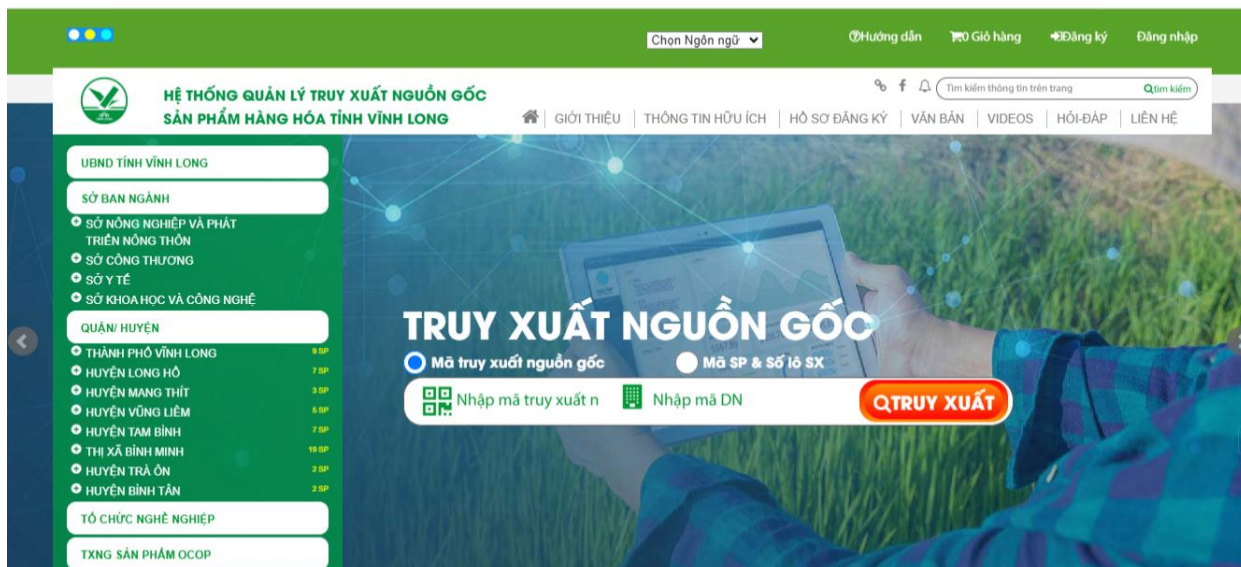 Chọn Ngôn ngữ
Hướng dẫn
0 Giỏ hàng
Đăng ký
Đăng nhập
HỆ THỐNG QUẢN LÝ TRUY XUẤT NGUỒN GỐC
SẢN PHẨM HÀNG HÓA TỈNH VĨNH LONG
Tìm kiếm thông tin trên trang
tìm kiếm
GIỚI THIỆU
THÔNG TIN HỮU ÍCH
HỒ SƠ ĐĂNG KÝ
VĂN BẢN
VIDEOS
HỎI-ĐÁP
LIÊN HỆ
UBND TỈNH VĨNH LONG
SỞ BAN NGÀNH
SỞ NÔNG NGHIỆP VÀ PHÁT
TRIỂN NÔNG THÔN
SỞ CÔNG THƯƠNG
SỞ Y TẾ
SỞ KHOA HỌC VÀ CÔNG NGHỆ
QUẬN/ HUYỆN
THÀNH PHỐ VĨNH LONG 9 SP
HUYỆN LONG HỒ 7 SP
HUYỆN MANG THÍT 3 SP
HUYỆN VŨNG LIÊM 5 SP
HUYỆN TAM BÌNH 7 SP
THỊ XÃ BÌNH MINH 19 SP
HUYỆN TRÀ ÔN 2 SP
HUYỆN BÌNH TÂN 2 SP
TỔ CHỨC NGHỀ NGHIỆP
TXNG SẢN PHẨM OCOP
TRUY XUẤT NGUỒN GỐC
Mã truy xuất nguồn gốc
Mã SP & Số lô SX
Nhập mã truy xuất n
Nhập mã DN
TRUY XUẤT